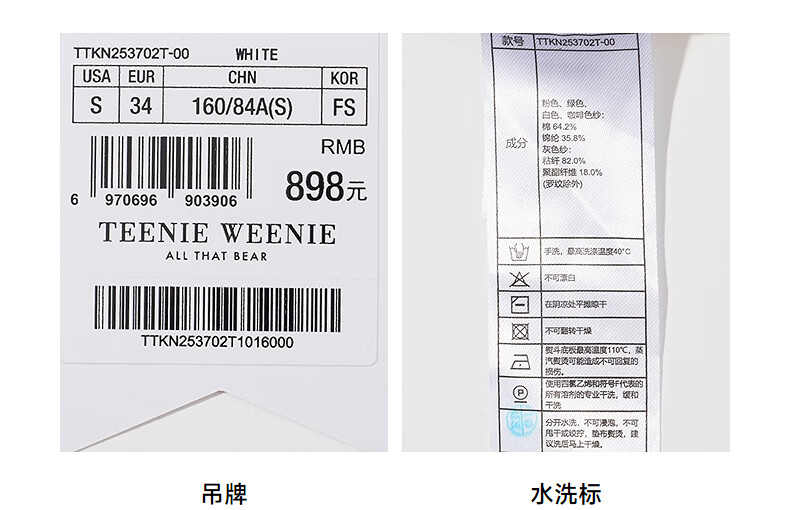 TTKN253702T-00 WHITE
USA EUR CHN KOR
S 34 160/84A(S) FS
RMB
898元
6 970696 903906
TEENIE WEENIE
ALL THAT BEAR
TTKN253702T1016000
吊牌
款号 TTKN253702T-00
成分
粉色、绿色、
白色、咖啡色纱:
棉 64.2%
锦纶 35.8%
灰色纱:
粘纤 82.0%
聚酯纤维 18.0%
(罗纹除外)
手洗，最高洗涤温度40°C
不可漂白
在阴凉处平摊晾干
不可翻转干燥
熨斗底板最高温度110℃，蒸
汽熨烫可能造成不可回复的
损伤。
P
使用四氯乙烯和符号F代表的
所有溶剂的专业干洗，缓和
干洗
分开水洗，不可浸泡，不可
甩干或绞拧，垫布熨烫，建
议洗后马上干燥。
水洗标